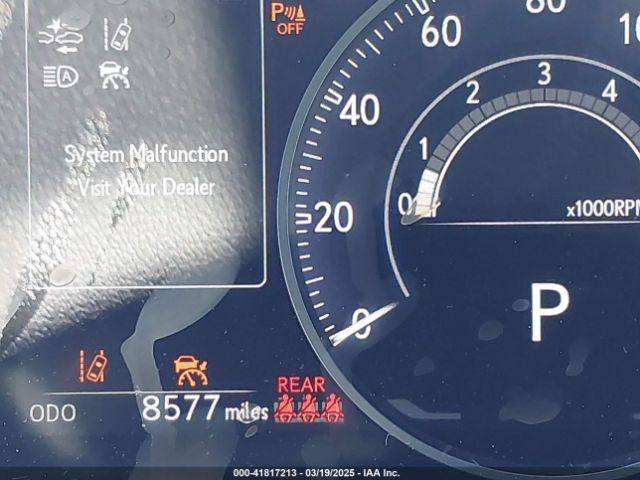 P
OFF
60
80
10
40
3
2
4
A
1
System Malfunction
Visit Your Dealer
0
20
x1000RPM
P
0
REAR
ODO 8577 miles
000-41817213 - 03/19/2025 - IAA Inc.